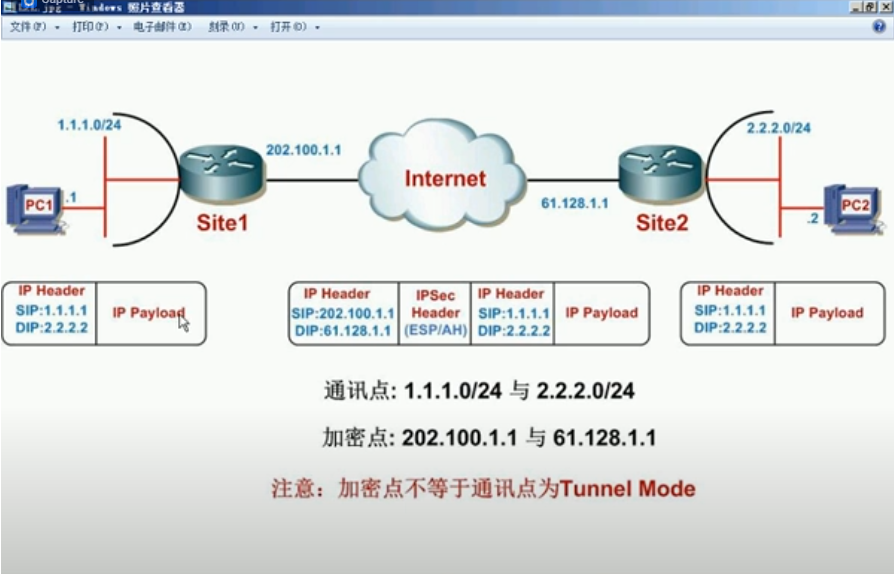 Capture
.jpg - Windows 照片查看器
文件(F) 打印(P) 电子邮件(E) 刻录(U) 打开(O)
1.1.1.0/24
2.2.2.0/24
202.100.1.1
Internet
61.128.1.1
PC1
.1
PC2
.2
Site1
Site2
IP Header
SIP:1.1.1.1
DIP:2.2.2.2
IP Payload
IP Header
SIP:202.100.1.1
DIP:61.128.1.1
IPSec
Header
(ESP/AH)
IP Header
SIP:1.1.1.1
DIP:2.2.2.2
IP Payload
IP Header
SIP:1.1.1.1
DIP:2.2.2.2
IP Payload
通讯点: 1.1.1.0/24 与 2.2.2.0/24
加密点: 202.100.1.1 与 61.128.1.1
注意：加密点不等于通讯点为Tunnel Mode